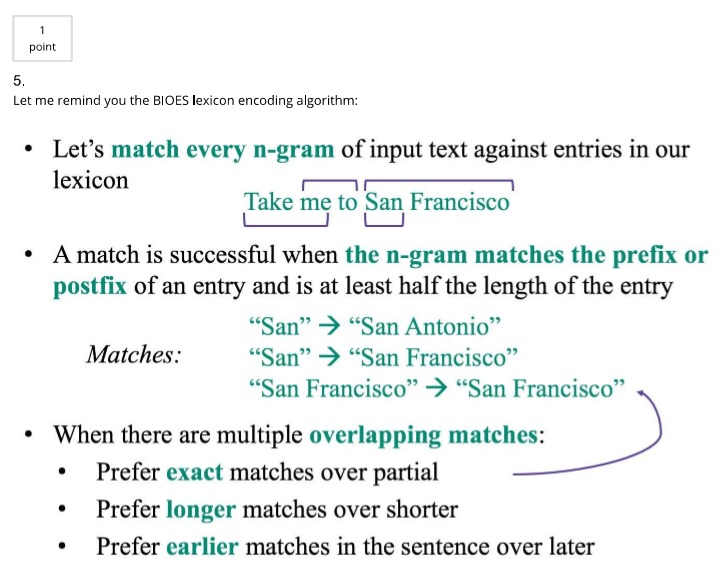 1
point
5.
Let me remind you the BIOES lexicon encoding algorithm:
• Let’s match every n-gram of input text against entries in our
lexicon
Take me to San Francisco
• A match is successful when the n-gram matches the prefix or
postfix of an entry and is at least half the length of the entry
“San” → “San Antonio”
Matches: “San” → “San Francisco”
“San Francisco” → “San Francisco”
• When there are multiple overlapping matches:
• Prefer exact matches over partial
• Prefer longer matches over shorter
• Prefer earlier matches in the sentence over later